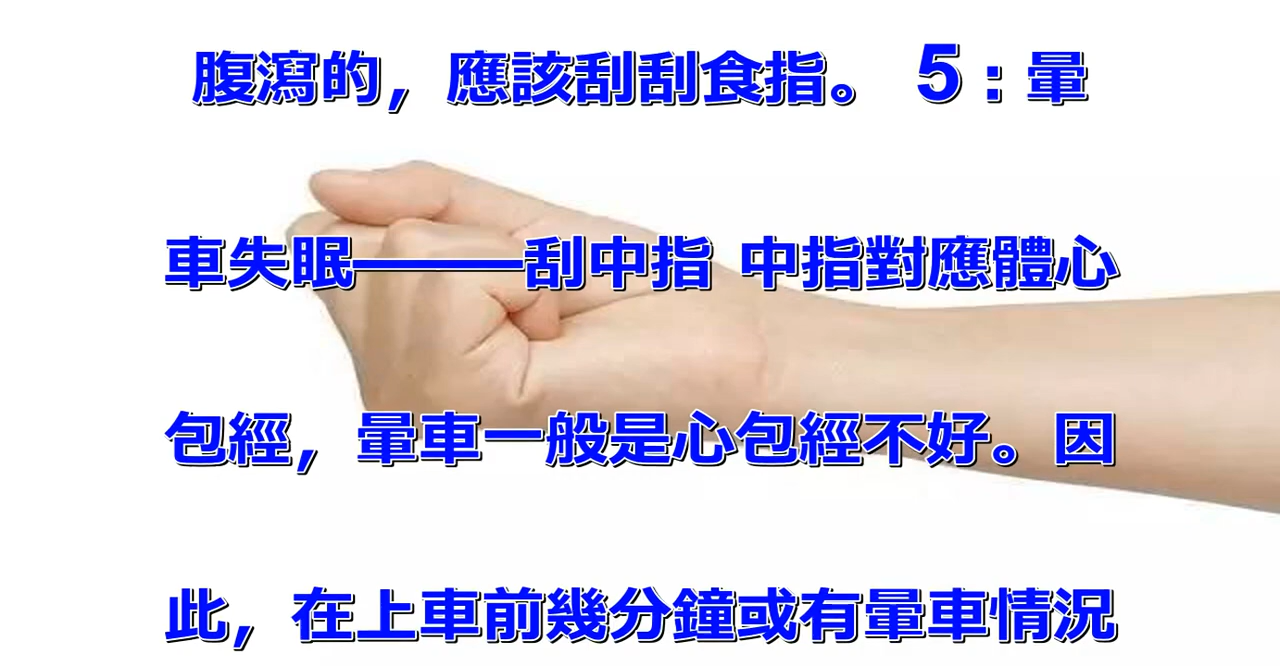 腹瀉的，應該刮刮食指。 5：暈
車失眠———刮中指 中指對應體心
包經，暈車一般是心包經不好。因
此，在上車前幾分鐘或有暈車情況